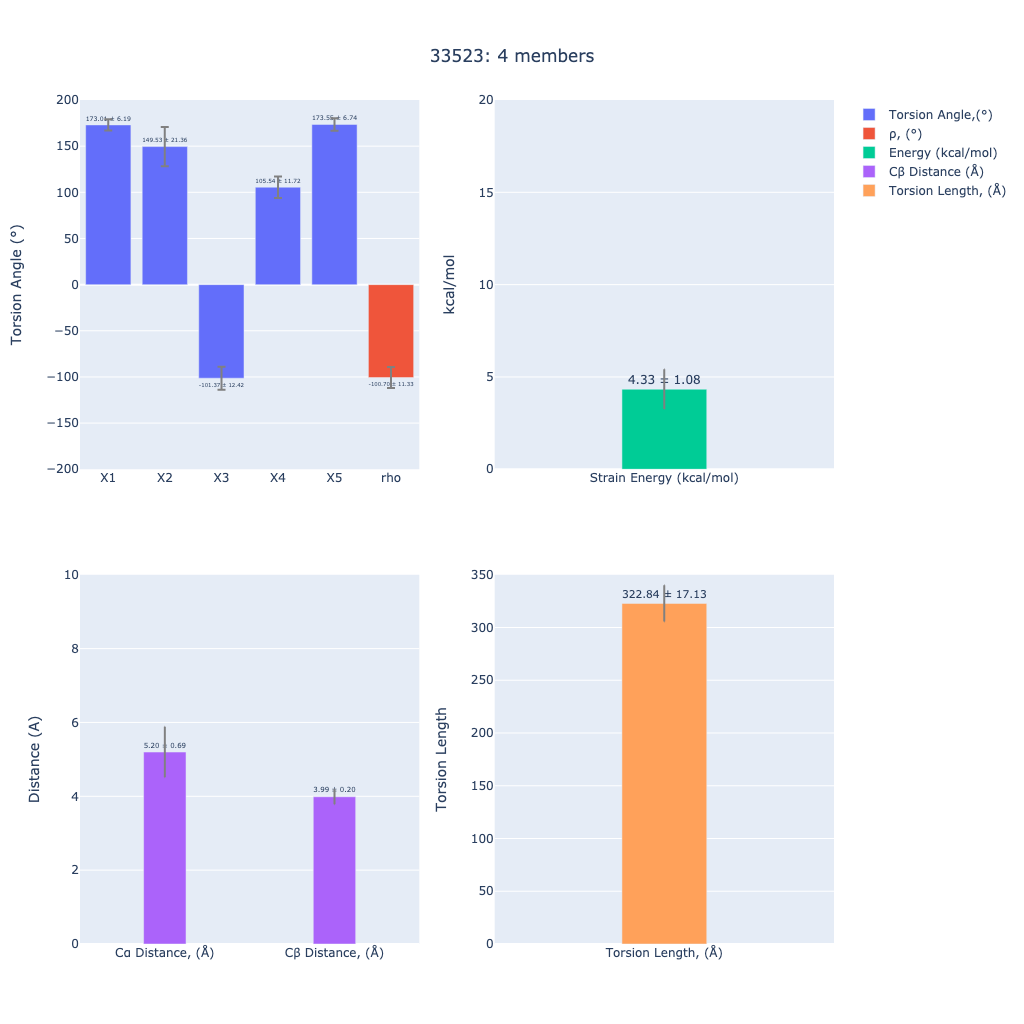 33523: 4 members
200
150
100
50
0
−50
−100
−150
−200
Torsion Angle (°)
173.01 ± 6.19
149.53 ± 21.36
-101.37 ± 12.42
105.54 ± 11.72
173.55 ± 6.74
-100.70 ± 11.33
X1 X2 X3 X4 X5 rho
20
15
10
5
0
kcal/mol
4.33 ± 1.08
Strain Energy (kcal/mol)
Torsion Angle,(°)
ρ, (°)
Energy (kcal/mol)
Cβ Distance (Å)
Torsion Length, (Å)
10
8
6
4
2
0
Distance (A)
5.20 ± 0.69
3.99 ± 0.20
Cα Distance, (Å) Cβ Distance, (Å)
350
300
250
200
150
100
50
0
Torsion Length
322.84 ± 17.13
Torsion Length, (Å)